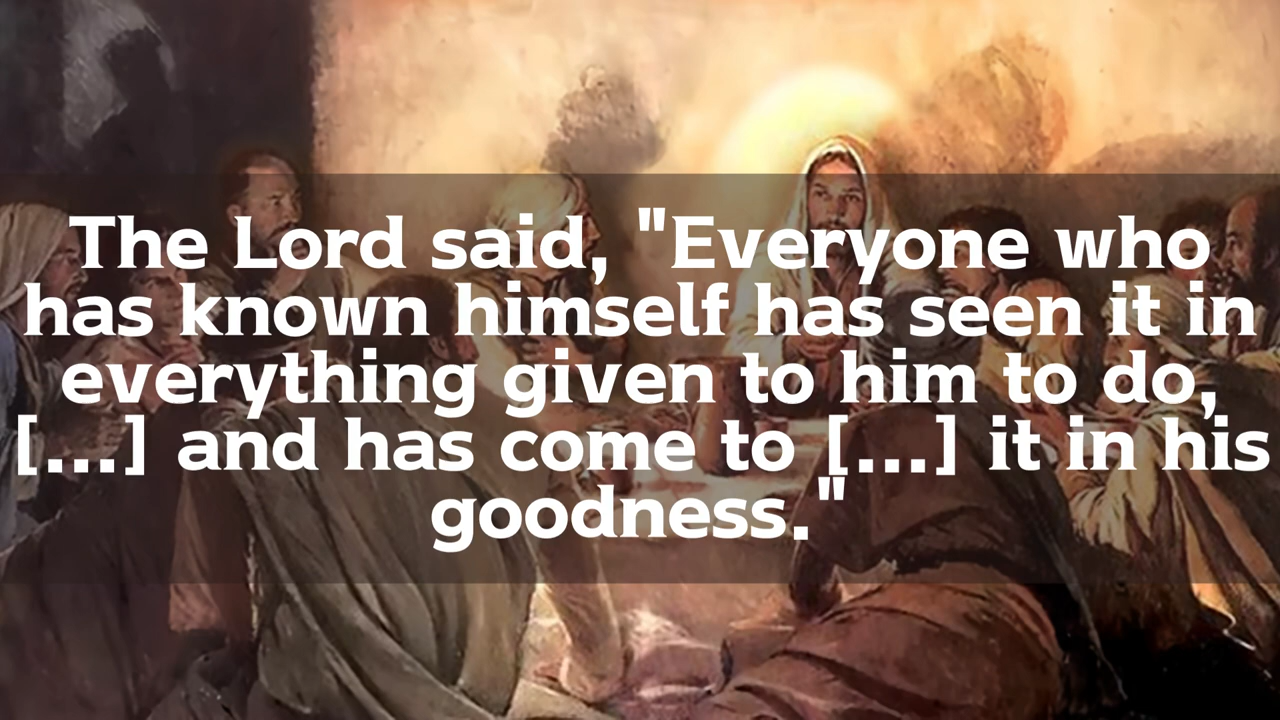 The Lord said, "Everyone who
has known himself has seen it in
everything given to him to do,
[...] and has come to [...] it in his
goodness."